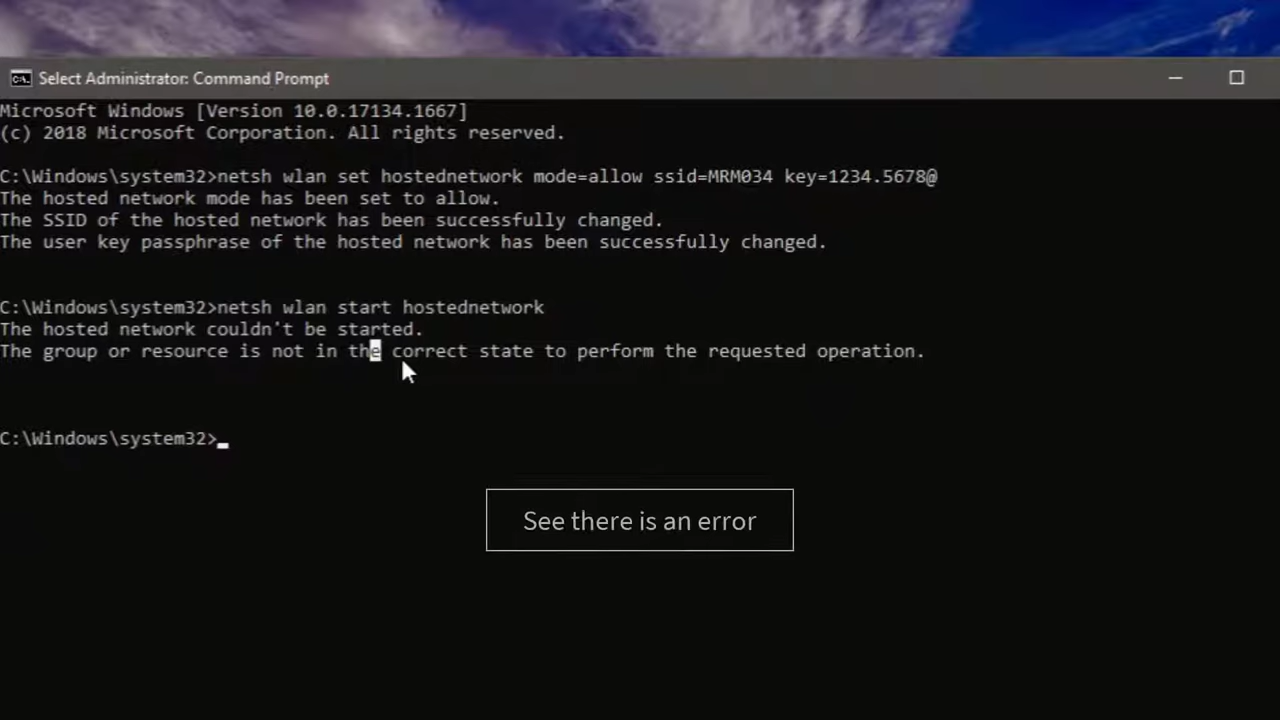 Select Administrator: Command Prompt
Microsoft Windows [Version 10.0.17134.1667]
(c) 2018 Microsoft Corporation. All rights reserved.
C:\Windows\system32>netsh wlan set hostednetwork mode=allow ssid=MRM034 key=1234.5678@
The hosted network mode has been set to allow.
The SSID of the hosted network has been successfully changed.
The user key passphrase of the hosted network has been successfully changed.
C:\Windows\system32>netsh wlan start hostednetwork
The hosted network couldn't be started.
The group or resource is not in the correct state to perform the requested operation.
C:\Windows\system32>
See there is an error